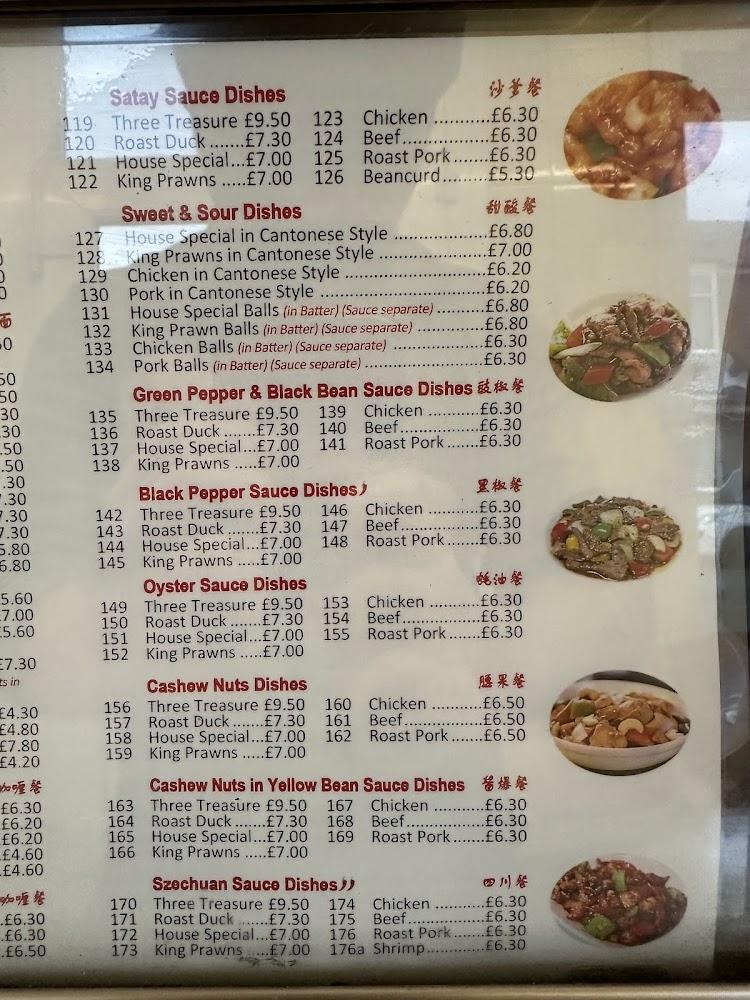 Satay Sauce Dishes 沙爹餐
119 Three Treasure £9.50 123 Chicken ...........£6.30
120 Roast Duck .......£7.30 124 Beef.................£6.30
121 House Special...£7.00 125 Roast Pork.......£6.30
122 King Prawns .....£7.00 126 Beancurd.........£5.30
Sweet & Sour Dishes 甜酸餐
127 House Special in Cantonese Style ...................£6.80
128 King Prawns in Cantonese Style ......................£7.00
129 Chicken in Cantonese Style ............................£6.20
130 Pork in Cantonese Style .................................£6.20
131 House Special Balls (in Batter) (Sauce separate) ..........£6.80
132 King Prawn Balls (in Batter) (Sauce separate) ..............£6.80
133 Chicken Balls (in Batter) (Sauce separate) ...................£6.30
134 Pork Balls (in Batter) (Sauce separate) ........................£6.30
Green Pepper & Black Bean Sauce Dishes 豉椒餐
135 Three Treasure £9.50 139 Chicken ...........£6.30
136 Roast Duck .......£7.30 140 Beef.................£6.30
137 House Special...£7.00 141 Roast Pork.......£6.30
138 King Prawns .....£7.00
Black Pepper Sauce Dishes 黑椒餐
142 Three Treasure £9.50 146 Chicken ...........£6.30
143 Roast Duck .......£7.30 147 Beef.................£6.30
144 House Special...£7.00 148 Roast Pork.......£6.30
145 King Prawns .....£7.00
Oyster Sauce Dishes 蚝油餐
149 Three Treasure £9.50 153 Chicken ...........£6.30
150 Roast Duck .......£7.30 154 Beef.................£6.30
151 House Special...£7.00 155 Roast Pork.......£6.30
152 King Prawns .....£7.00
Cashew Nuts Dishes 腰果餐
156 Three Treasure £9.50 160 Chicken ...........£6.50
157 Roast Duck .......£7.30 161 Beef.................£6.50
158 House Special...£7.00 162 Roast Pork.......£6.50
159 King Prawns .....£7.00
Cashew Nuts in Yellow Bean Sauce Dishes 酱爆餐
163 Three Treasure £9.50 167 Chicken ...........£6.30
164 Roast Duck .......£7.30 168 Beef.................£6.30
165 House Special...£7.00 169 Roast Pork.......£6.30
166 King Prawns .....£7.00
Szechuan Sauce Dishes 四川餐
170 Three Treasure £9.50 174 Chicken ...........£6.30
171 Roast Duck .......£7.30 175 Beef.................£6.30
172 House Special...£7.00 176 Roast Pork.......£6.30
173 King Prawns .....£7.00 176a Shrimp............£6.30
£7.30
£4.30
£4.80
£7.80
£4.20
咖喱餐
£6.30
£6.20
£6.20
£4.60
£4.60
咖喱餐
£6.30
£6.30
£6.50